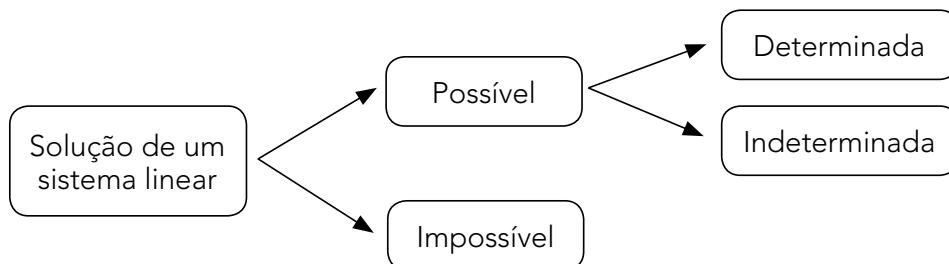 Solução de um
sistema linear
Possível
Impossível
Determinada
Indeterminada